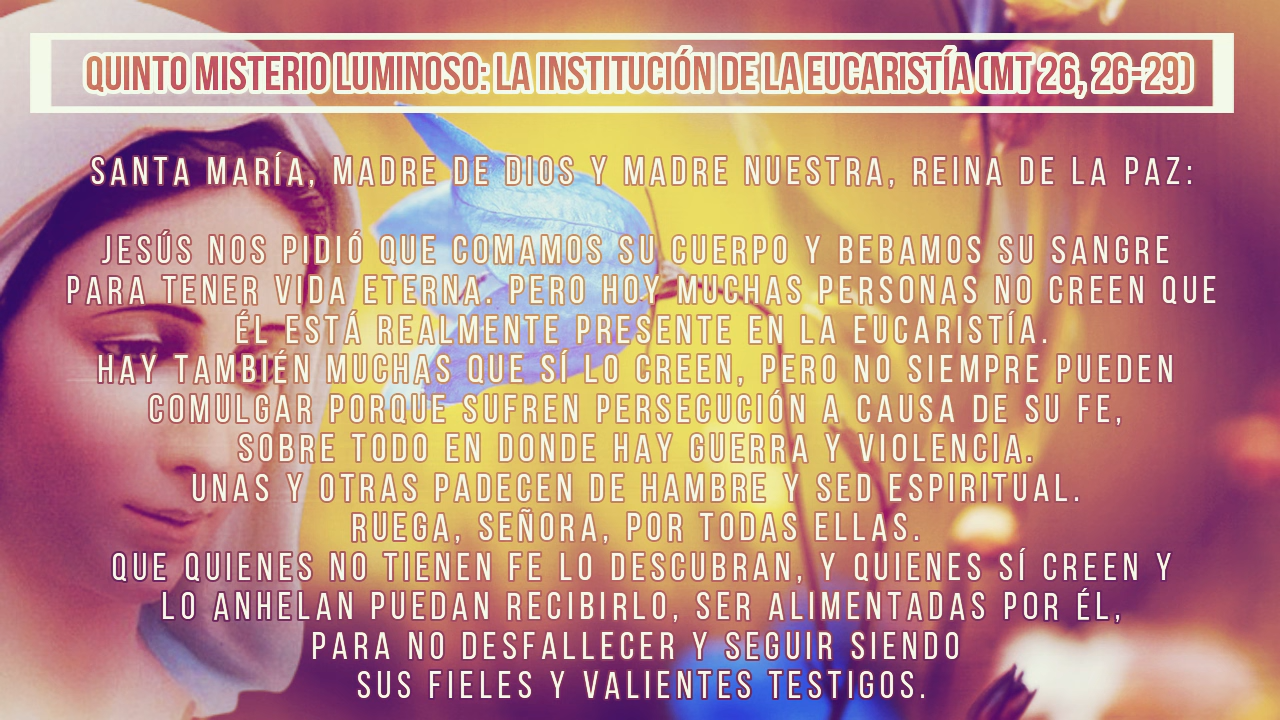 QUINTO MISTERIO LUMINOSO: LA INSTITUCIÓN DE LA EUCARISTÍA (MT 26, 26-29)
SANTA MARÍA, MADRE DE DIOS Y MADRE NUESTRA, REINA DE LA PAZ:
JESÚS NOS PIDIÓ QUE COMAMOS SU CUERPO Y BEBAMOS SU SANGRE
PARA TENER VIDA ETERNA. PERO HOY MUCHAS PERSONAS NO CREEN QUE
ÉL ESTÁ REALMENTE PRESENTE EN LA EUCARISTÍA.
HAY TAMBIÉN MUCHAS QUE SÍ LO CREEN, PERO NO SIEMPRE PUEDEN
COMULGAR PORQUE SUFREN PERSECUCIÓN A CAUSA DE SU FE,
SOBRE TODO EN DONDE HAY GUERRA Y VIOLENCIA.
UNAS Y OTRAS PADECEN DE HAMBRE Y SED ESPIRITUAL.
RUEGA, SEÑORA, POR TODAS ELLAS.
QUE QUIENES NO TIENEN FE LO DESCUBRAN, Y QUIENES SÍ CREEN Y
LO ANHELAN PUEDAN RECIBIRLO, SER ALIMENTADAS POR ÉL,
PARA NO DESFALLECER Y SEGUIR SIENDO
SUS FIELES Y VALIENTES TESTIGOS.